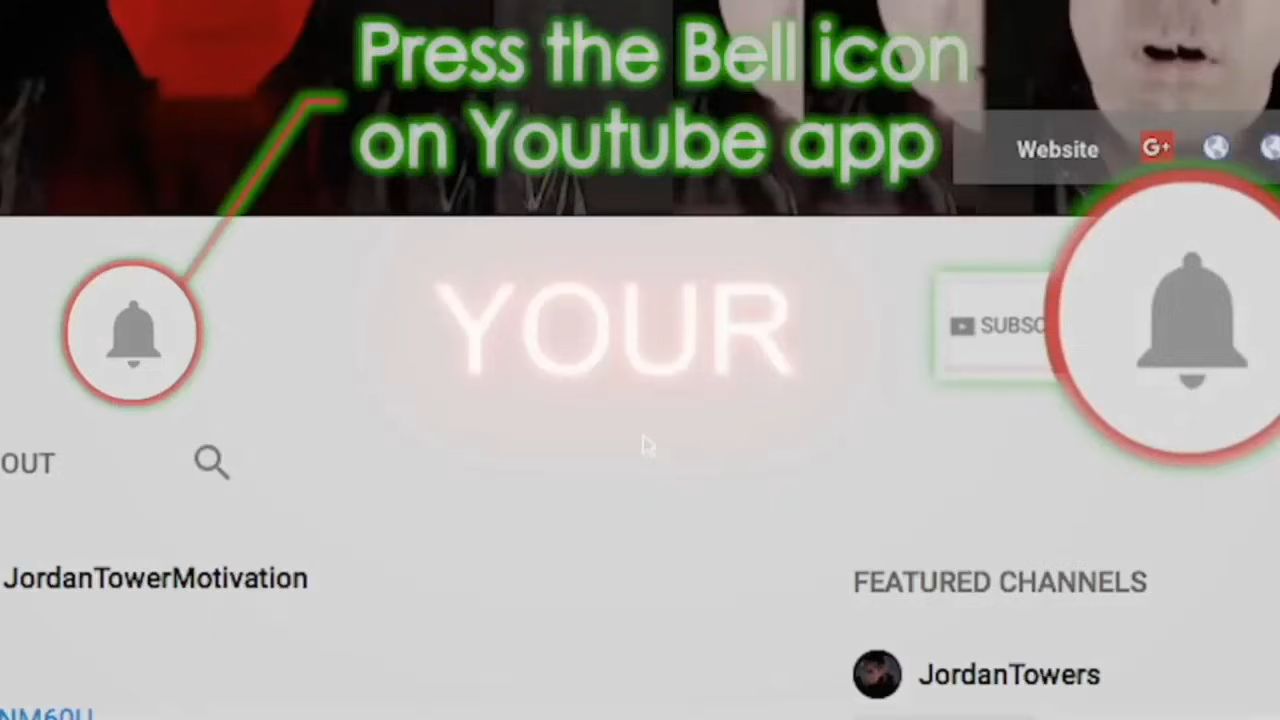 Press the Bell icon
on Youtube app
Website
G+
YOUR
SUBSC
OUT
JordanTowerMotivation
FEATURED CHANNELS
JordanTowers